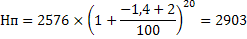 Нп = 2576 × (1 + (−1,4 + 2)/100)^20 = 2903